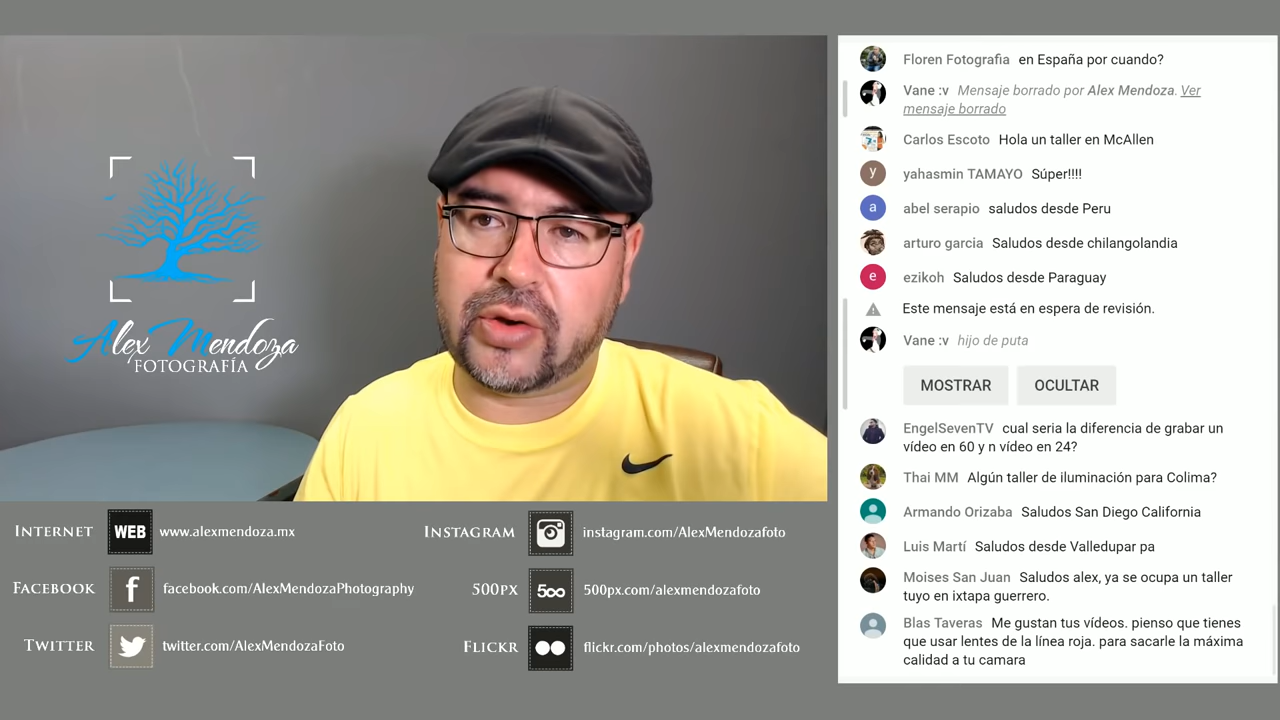 Alex Mendoza
FOTOGRAFÍA
INTERNET
WEB
www.alexmendoza.mx
FACEBOOK
f
facebook.com/AlexMendozaPhotography
TWITTER
twitter.com/AlexMendozaFoto
INSTAGRAM
instagram.com/AlexMendozafoto
500PX
500
500px.com/alexmendozafoto
FLICKR
flickr.com/photos/alexmendozafoto
Floren Fotografia en España por cuando?
Vane :v Mensaje borrado por Alex Mendoza. Ver
mensaje borrado
Carlos Escoto Hola un taller en McAllen
y
yahasmin TAMAYO Súper!!!!
a
abel serapio saludos desde Peru
arturo garcia Saludos desde chilangolandia
e
ezikoh Saludos desde Paraguay
Este mensaje está en espera de revisión.
Vane :v hijo de puta
MOSTRAR OCULTAR
EngelSevenTV cual seria la diferencia de grabar un
vídeo en 60 y n vídeo en 24?
Thai MM Algún taller de iluminación para Colima?
Armando Orizaba Saludos San Diego California
Luis Martí Saludos desde Valledupar pa
Moises San Juan Saludos alex, ya se ocupa un taller
tuyo en ixtapa guerrero.
Blas Taveras Me gustan tus vídeos. pienso que tienes
que usar lentes de la línea roja. para sacarle la máxima
calidad a tu camara